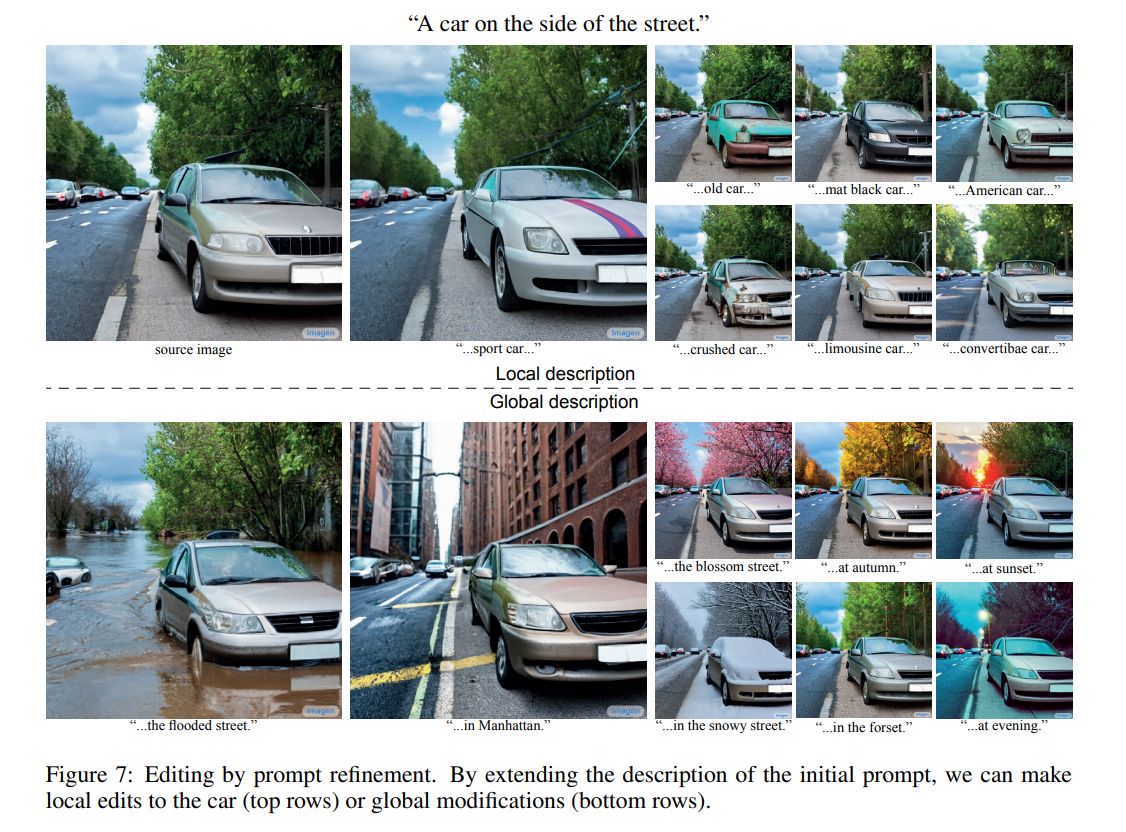 “A car on the side of the street.”
Imagen
Imagen
“...old car...”
“...mat black car...”
“...American car...”
source image
“...sport car...”
“...crushed car...”
“...limousine car...”
“...convertibae car...”
Local description
Global description
“...the blossom street.”
“...at autumn.”
“...at sunset.”
Imagen
Imagen
“...the flooded street.”
“...in Manhattan.”
“...in the snowy street.”
“...in the forset.”
“...at evening.”
Figure 7: Editing by prompt refinement. By extending the description of the initial prompt, we can make
local edits to the car (top rows) or global modifications (bottom rows).